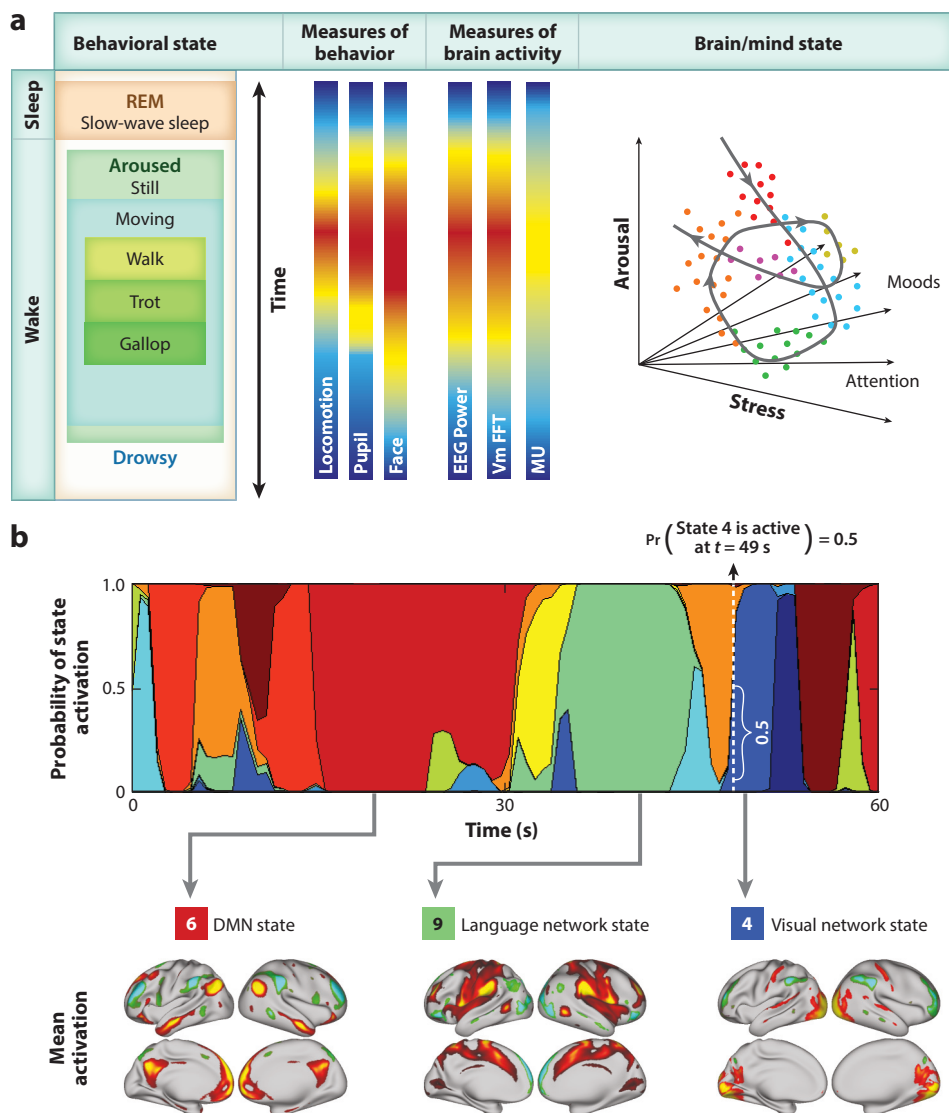 a
Behavioral state
Measures of
behavior
Measures of
brain activity
Brain/mind state
Sleep
REM
Slow-wave sleep
Wake
Aroused
Still
Moving
Walk
Trot
Gallop
Drowsy
Time
Locomotion
Pupil
Face
EEG Power
Vm FFT
MU
Arousal
Moods
Attention
Stress
b
Pr ( State 4 is active
at t = 49 s ) = 0.5
Probability of state
activation
1.0
0.5
0
0.5
0
30
60
Time (s)
6 DMN state
9 Language network state
4 Visual network state
Mean
activation